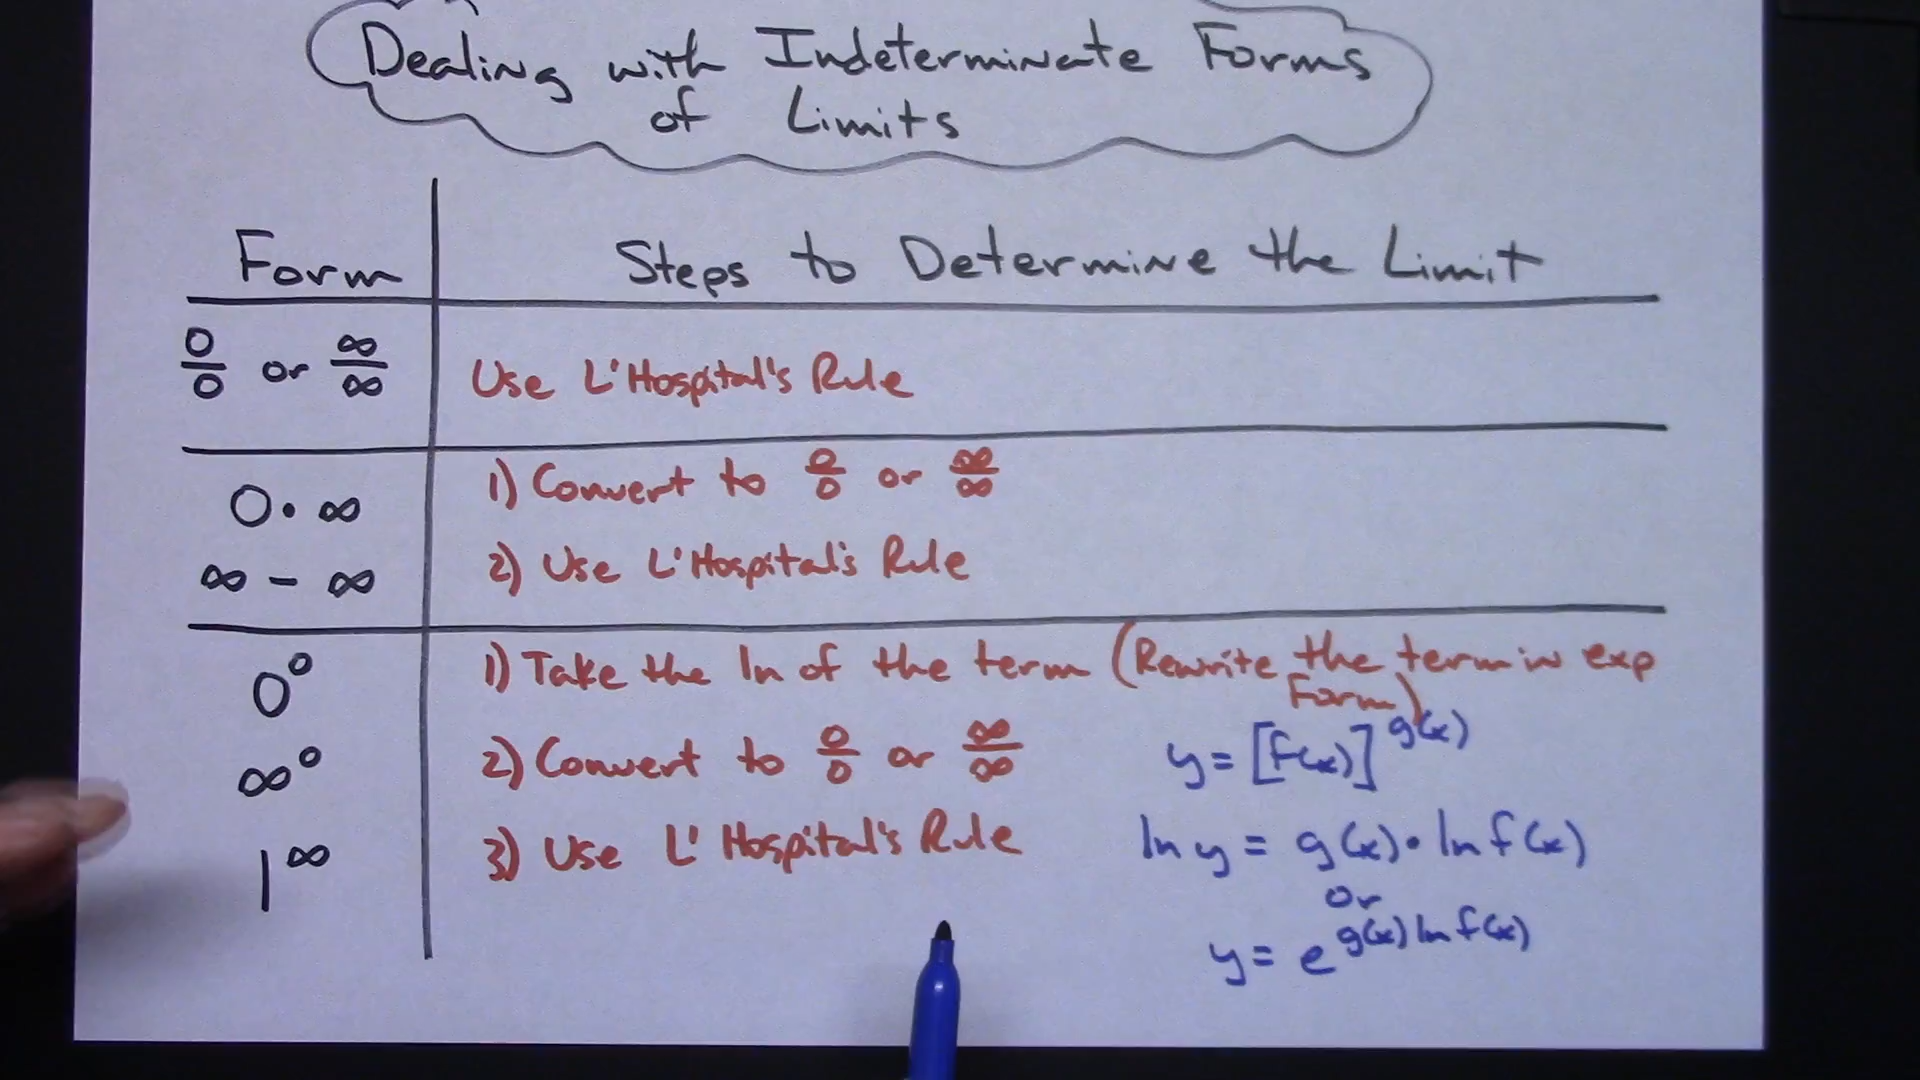 Dealing with Indeterminate Forms
of Limits
Form
Steps to Determine the Limit
0/0 or ∞/∞
Use L'Hospital's Rule
0·∞
∞ - ∞
1) Convert to 0/0 or ∞/∞
2) Use L'Hospital's Rule
0⁰
∞⁰
1^∞
1) Take the ln of the term (Rewrite the term in exp
Form)
2) Convert to 0/0 or ∞/∞
3) Use L'Hospital's Rule
y = [f(x)]^g(x)
ln y = g(x)·ln f(x)
or
y = e^g(x) ln f(x)